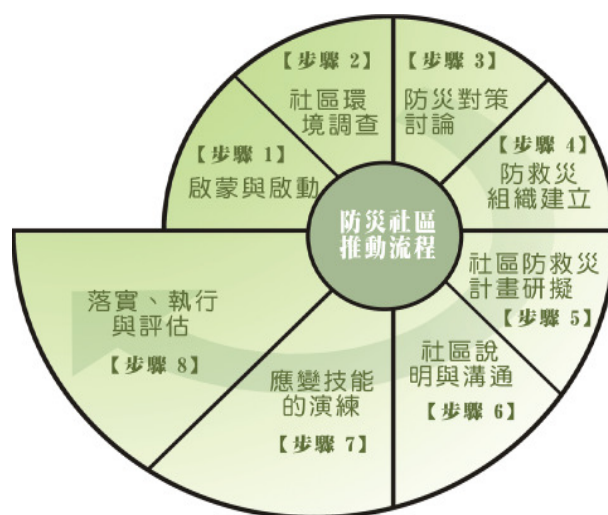 防災社區
推動流程
【步驟 1】
啟蒙與啟動
【步驟 2】
社區環
境調查
【步驟 3】
防災對策
討論
【步驟 4】
防救災
組織建立
社區防救災
計畫研擬
【步驟 5】
社區說
明與溝通
【步驟 6】
應變技能
的演練
【步驟 7】
落實、執行
與評估
【步驟 8】